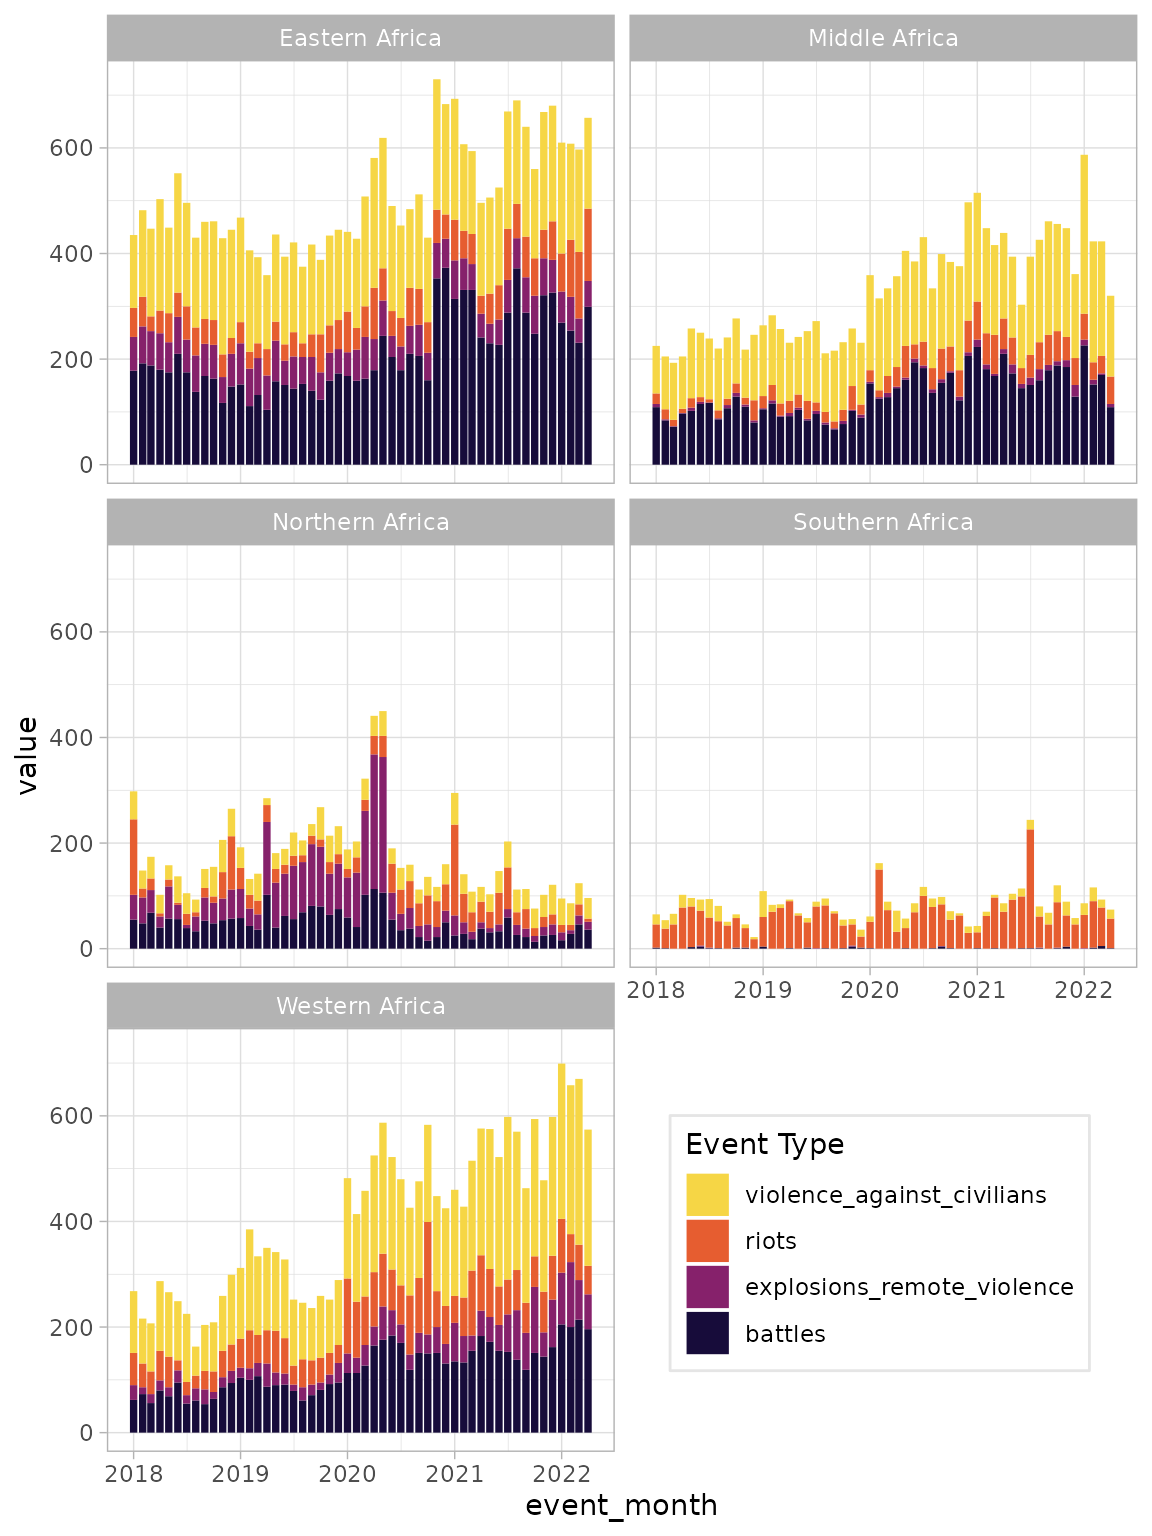 Eastern Africa
Middle Africa
600
400
200
0
Northern Africa
Southern Africa
600
400
200
0
2018 2019 2020 2021 2022
Western Africa
600
400
200
0
2018 2019 2020 2021 2022
value
event_month
Event Type
violence_against_civilians
riots
explosions_remote_violence
battles